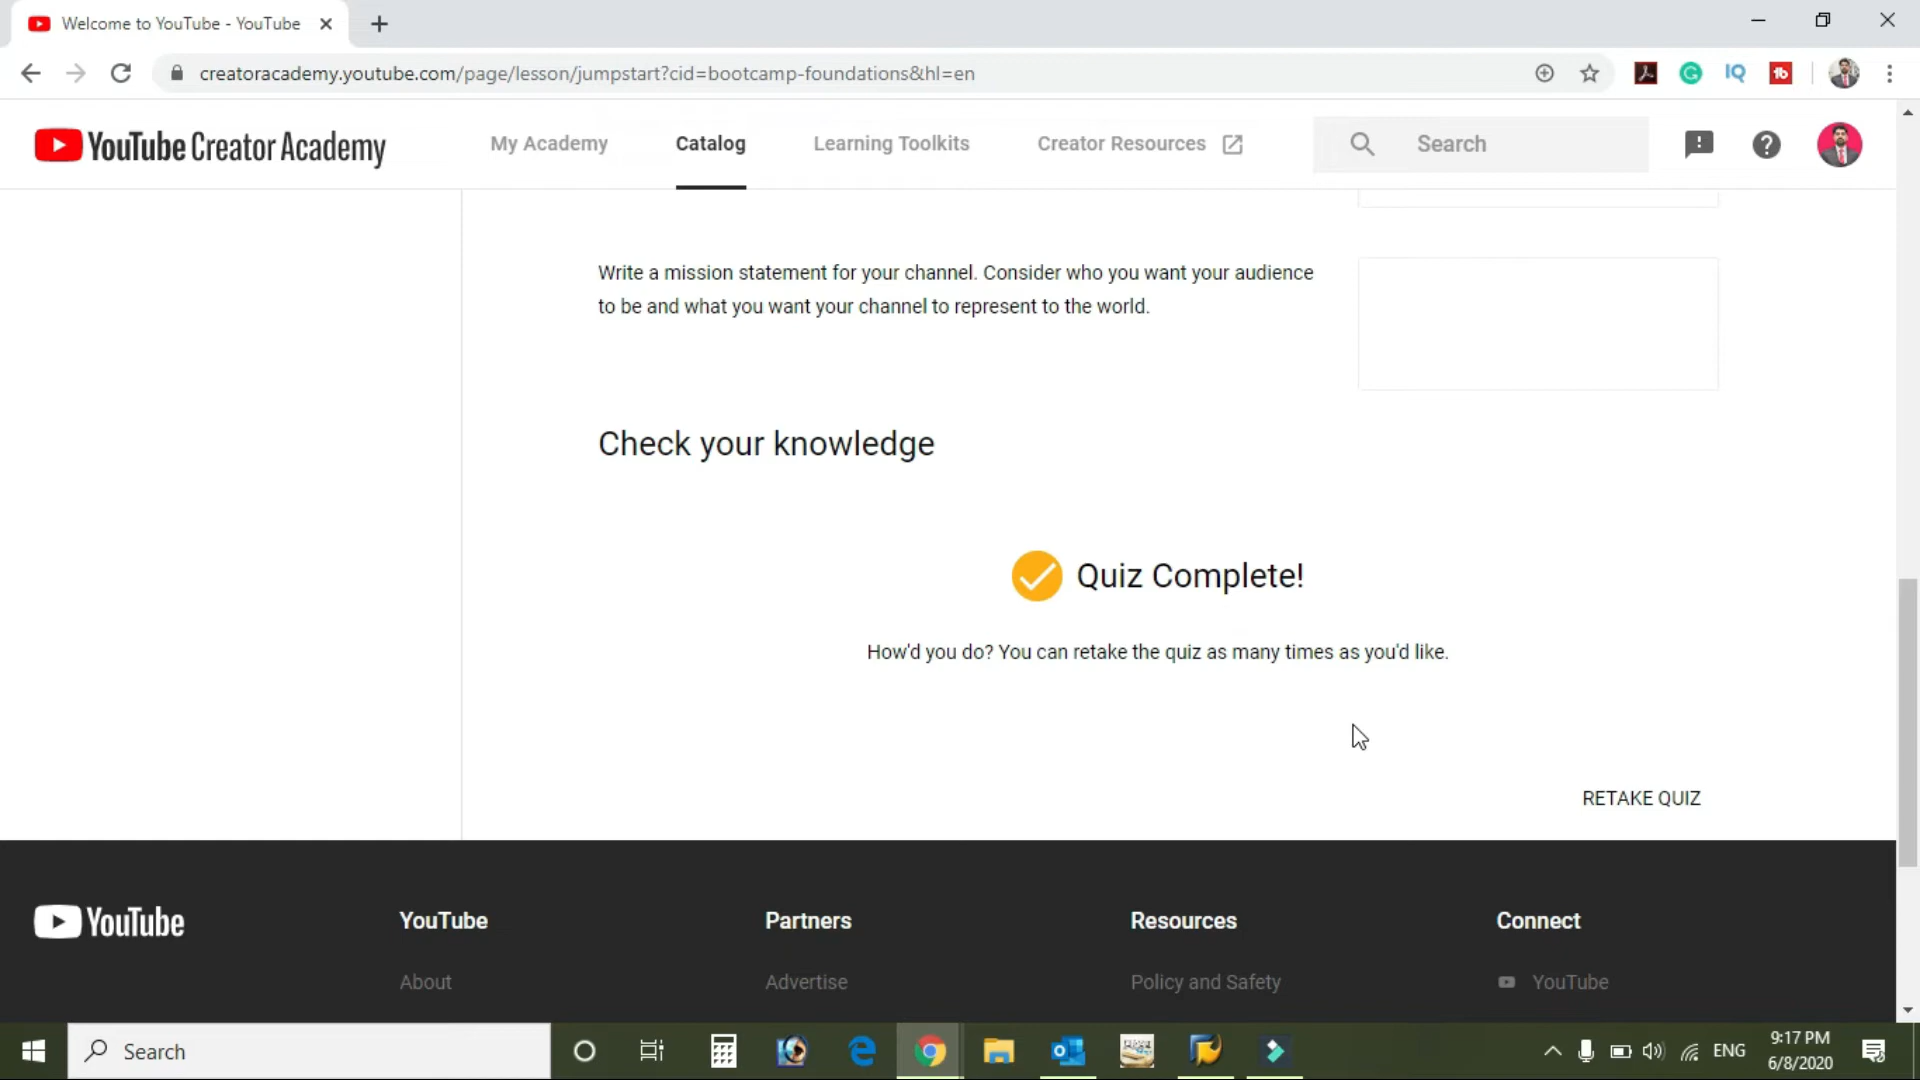 Welcome to YouTube - YouTube
creatoracademy.youtube.com/page/lesson/jumpstart?cid=bootcamp-foundations&hl=en
IQ
YouTube Creator Academy
My Academy
Catalog
Learning Toolkits
Creator Resources
Search
Write a mission statement for your channel. Consider who you want your audience
to be and what you want your channel to represent to the world.
Check your knowledge
Quiz Complete!
How'd you do? You can retake the quiz as many times as you'd like.
RETAKE QUIZ
YouTube
YouTube
Partners
Resources
Connect
About
Advertise
Policy and Safety
YouTube
Search
ENG
9:17 PM
6/8/2020